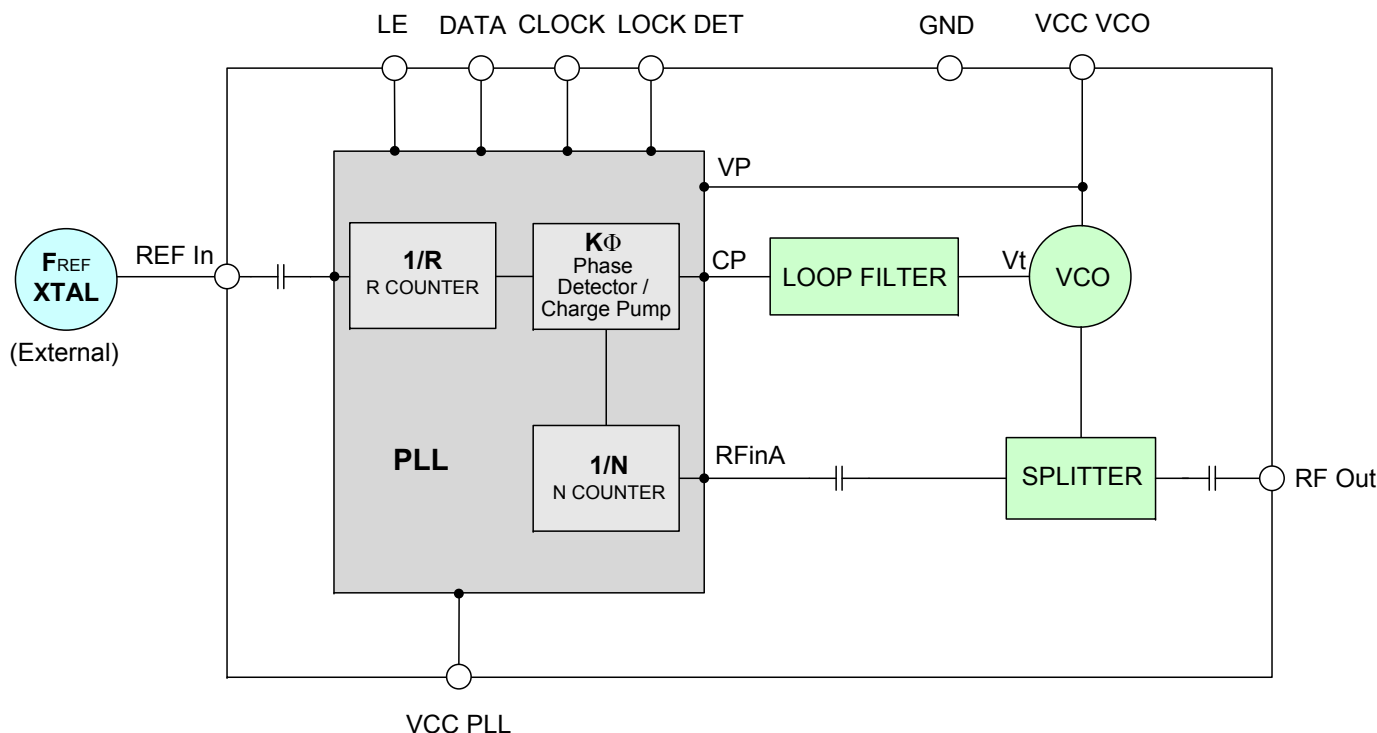 LE DATA CLOCK LOCK DET GND VCC VCO
VP
FREF
XTAL
(External)
REF In
1/R
R COUNTER
KΦ
Phase
Detector /
Charge Pump
CP
LOOP FILTER
Vt
VCO
PLL
1/N
N COUNTER
RFinA
SPLITTER
RF Out
VCC PLL